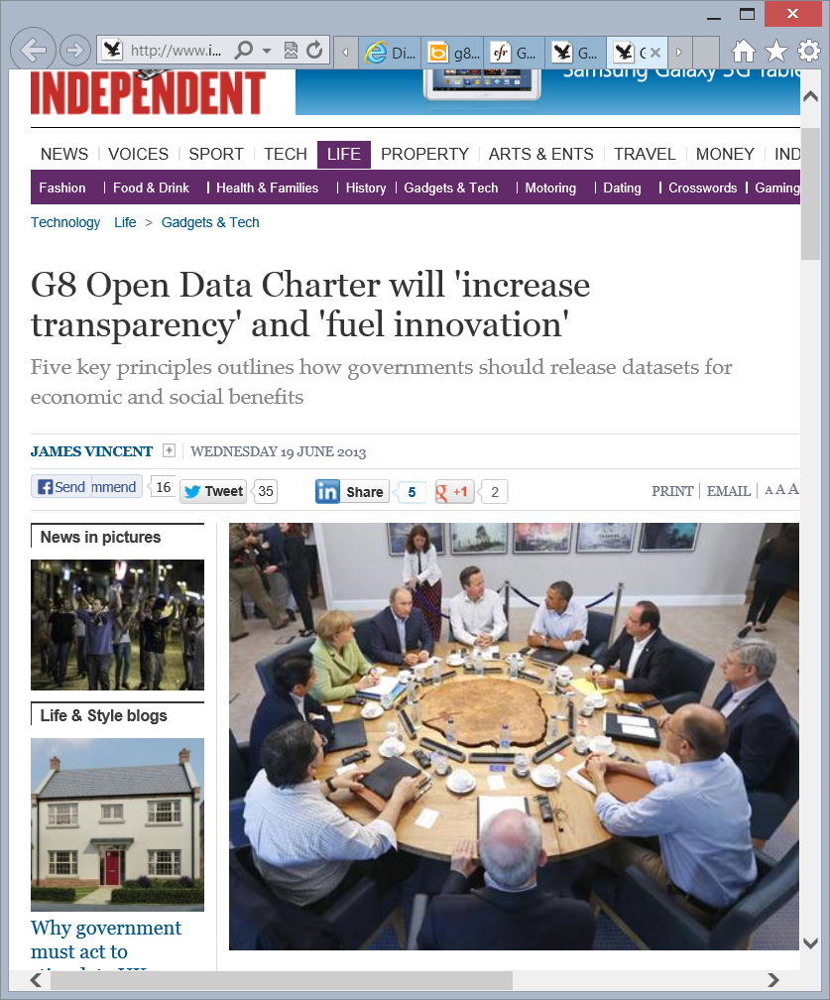 http://www.i...
Di...
g8...
cfr G...
G...
G
INDEPENDENT
Samsung Galaxy
NEWS VOICES SPORT TECH LIFE PROPERTY ARTS & ENTS TRAVEL MONEY IND
Fashion Food & Drink Health & Families History Gadgets & Tech Motoring Dating Crosswords Gaming
Technology Life > Gadgets & Tech
G8 Open Data Charter will 'increase
transparency' and 'fuel innovation'
Five key principles outlines how governments should release datasets for
economic and social benefits
JAMES VINCENT + WEDNESDAY 19 JUNE 2013
Send mmend 16 Tweet 35 in Share 5 g +1 2 PRINT EMAIL A A A
News in pictures
Life & Style blogs
Why government
must act to